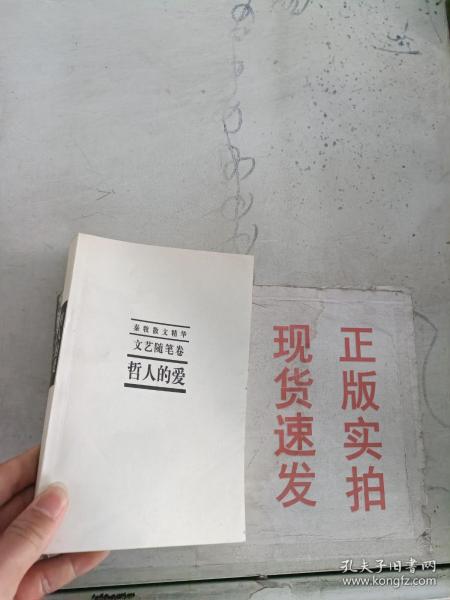 秦牧散文精华
文艺随笔卷
哲人的爱
正版实拍
现货速发
孔夫子旧书网
www.kongfz.com